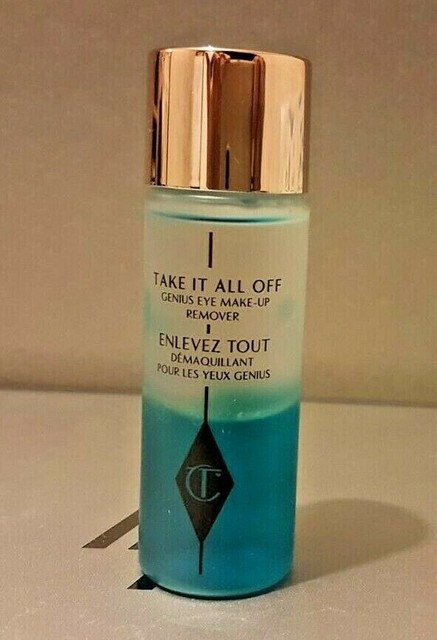 TAKE IT ALL OFF
GENIUS EYE MAKE-UP
REMOVER
ENLEVEZ TOUT
DÉMAQUILLANT
POUR LES YEUX GENIUS
CT